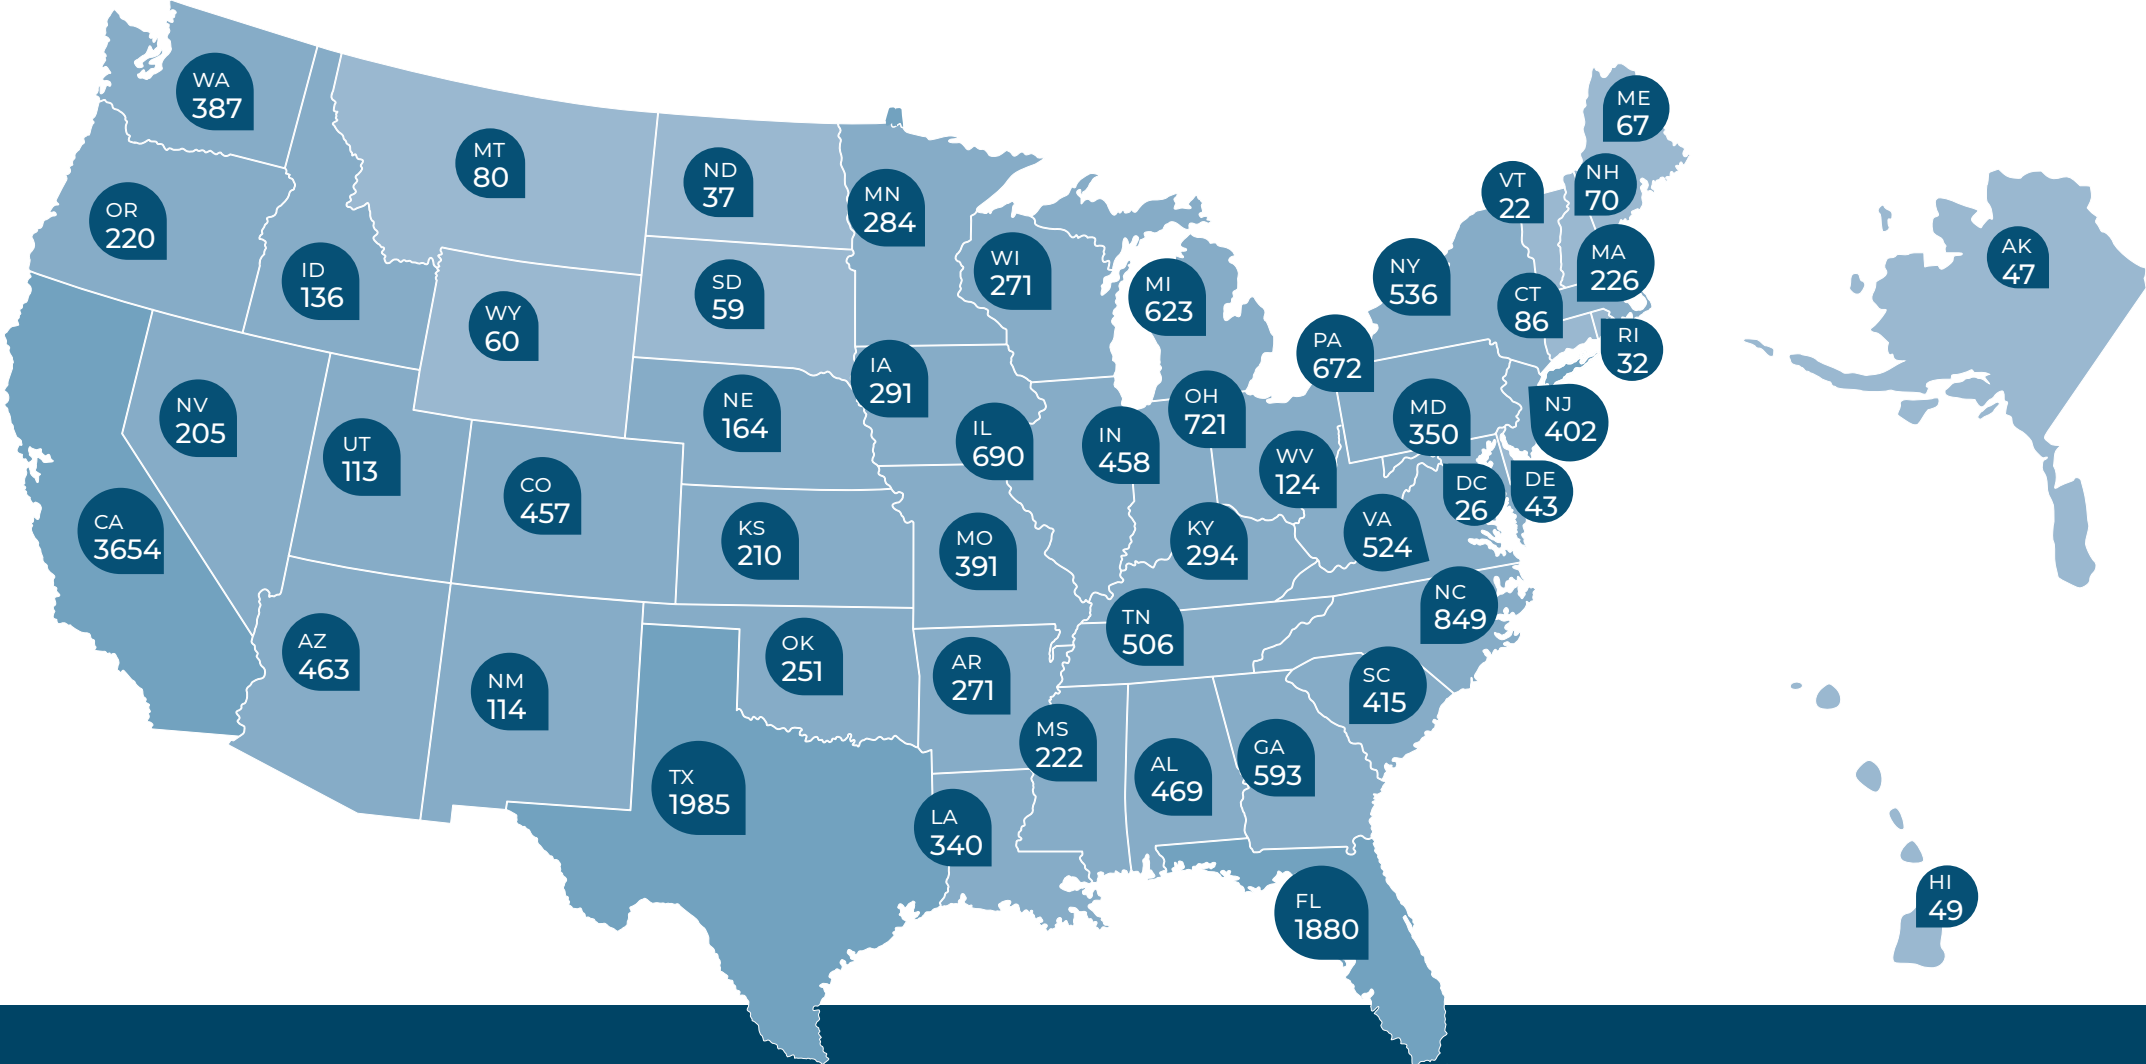 WA
387
OR
220
ID
136
MT
80
ND
37
MN
284
SD
59
WY
60
WI
271
MI
623
ME
67
VT
22
NH
70
MA
226
NY
536
CT
86
RI
32
AK
47
NV
205
UT
113
CO
457
NE
164
IA
291
IL
690
IN
458
OH
721
PA
672
MD
350
NJ
402
WV
124
DC
26
DE
43
CA
3654
KS
210
MO
391
KY
294
VA
524
AZ
463
NM
114
OK
251
AR
271
TN
506
NC
849
SC
415
TX
1985
LA
340
MS
222
AL
469
GA
593
FL
1880
HI
49